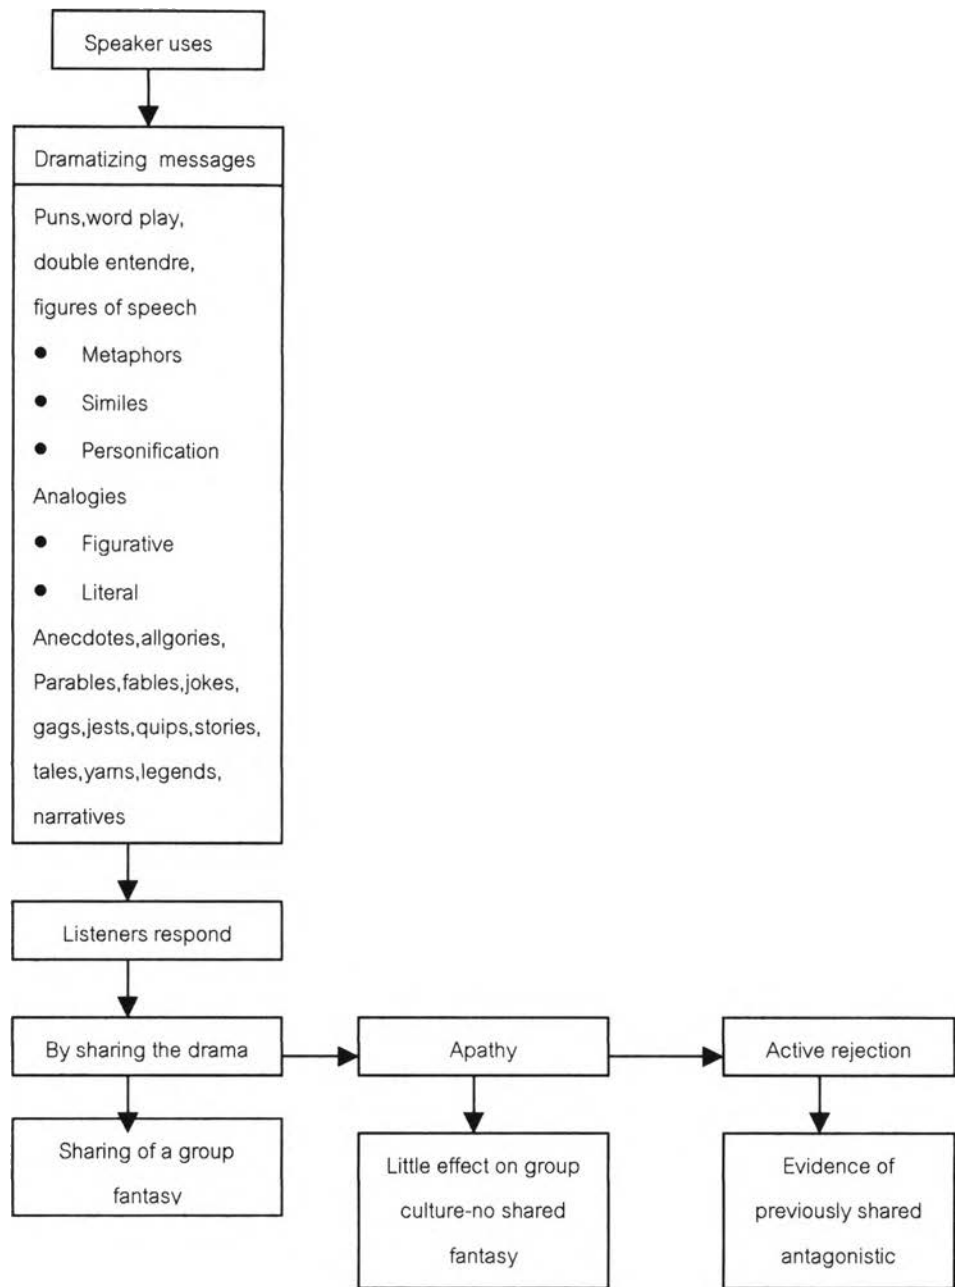 Speaker uses
Dramatizing messages
Puns,word play,
double entendre,
figures of speech
● Metaphors
● Similes
● Personification
Analogies
● Figurative
● Literal
Anecdotes,allgories,
Parables,fables,jokes,
gags,jests,quips,stories,
tales,yarns,legends,
narratives
Listeners respond
By sharing the drama
Apathy
Active rejection
Sharing of a group
fantasy
Little effect on group
culture-no shared
fantasy
Evidence of
previously shared
antagonistic